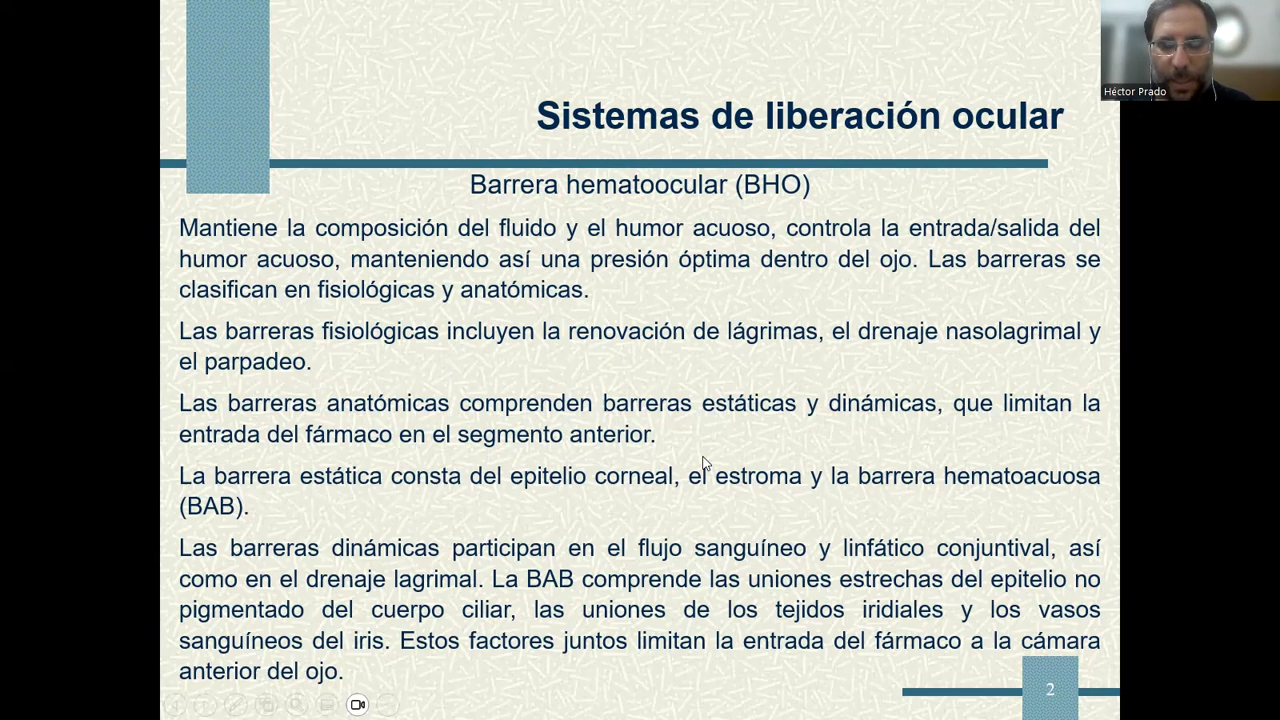 Héctor Prado
Sistemas de liberación ocular
Barrera hematoocular (BHO)
Mantiene la composición del fluido y el humor acuoso, controla la entrada/salida del
humor acuoso, manteniendo así una presión óptima dentro del ojo. Las barreras se
clasifican en fisiológicas y anatómicas.
Las barreras fisiológicas incluyen la renovación de lágrimas, el drenaje nasolagrimal y
el parpadeo.
Las barreras anatómicas comprenden barreras estáticas y dinámicas, que limitan la
entrada del fármaco en el segmento anterior.
La barrera estática consta del epitelio corneal, el estroma y la barrera hematoacuosa
(BAB).
Las barreras dinámicas participan en el flujo sanguíneo y linfático conjuntival, así
como en el drenaje lagrimal. La BAB comprende las uniones estrechas del epitelio no
pigmentado del cuerpo ciliar, las uniones de los tejidos iridiales y los vasos
sanguíneos del iris. Estos factores juntos limitan la entrada del fármaco a la cámara
anterior del ojo.
2